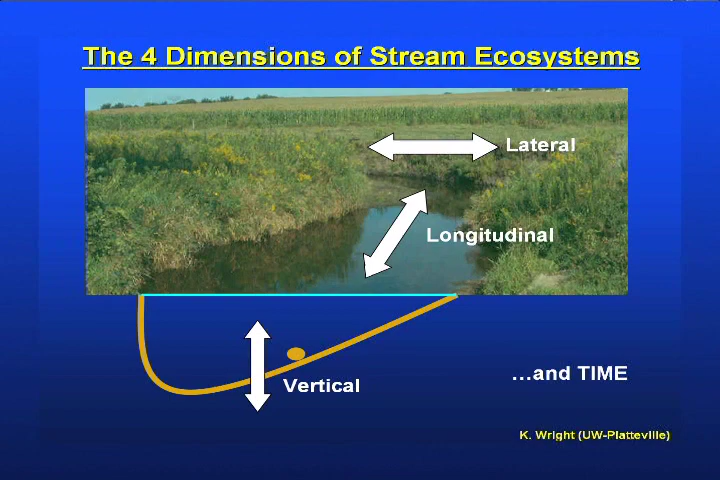 The 4 Dimensions of Stream Ecosystems
Lateral
Longitudinal
Vertical
...and TIME
K. Wright (UW-Platteville)